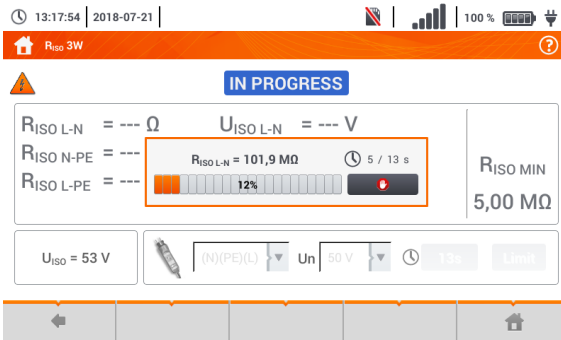 13:17:54 2018-07-21 100 %
RISO 3W ?
IN PROGRESS
RISO L-N = --- Ω UISO L-N = --- V
RISO N-PE = ---
RISO L-PE = ---
RISO L-N = 101,9 MΩ 5 / 13 s
12%
RISO MIN
5,00 MΩ
UISO = 53 V (N)(PE)(L) Un 50 V 13s Limit